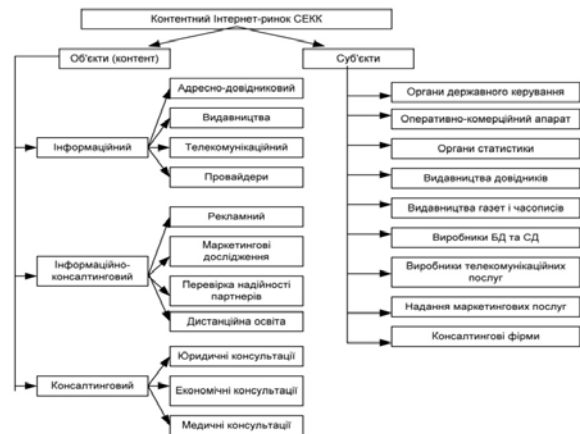 Контентний Інтернет-ринок СЕКК
Об'єкти (контент)
Суб'єкти
Інформаційний
Адресно-довідниковий
Видавництва
Телекомунікаційний
Провайдери
Інформаційно-
консалтинговий
Рекламний
Маркетингові
дослідження
Перевірка надійності
партнерів
Дистанційна освіта
Консалтинговий
Юридичні консультації
Економічні консультації
Медичні консультації
Органи державного керування
Оперативно-комерційний апарат
Органи статистики
Видавництва довідників
Видавництва газет і часописів
Виробники БД та СД
Виробники телекомунікаційних
послуг
Надання маркетингових послуг
Консалтингові фірми